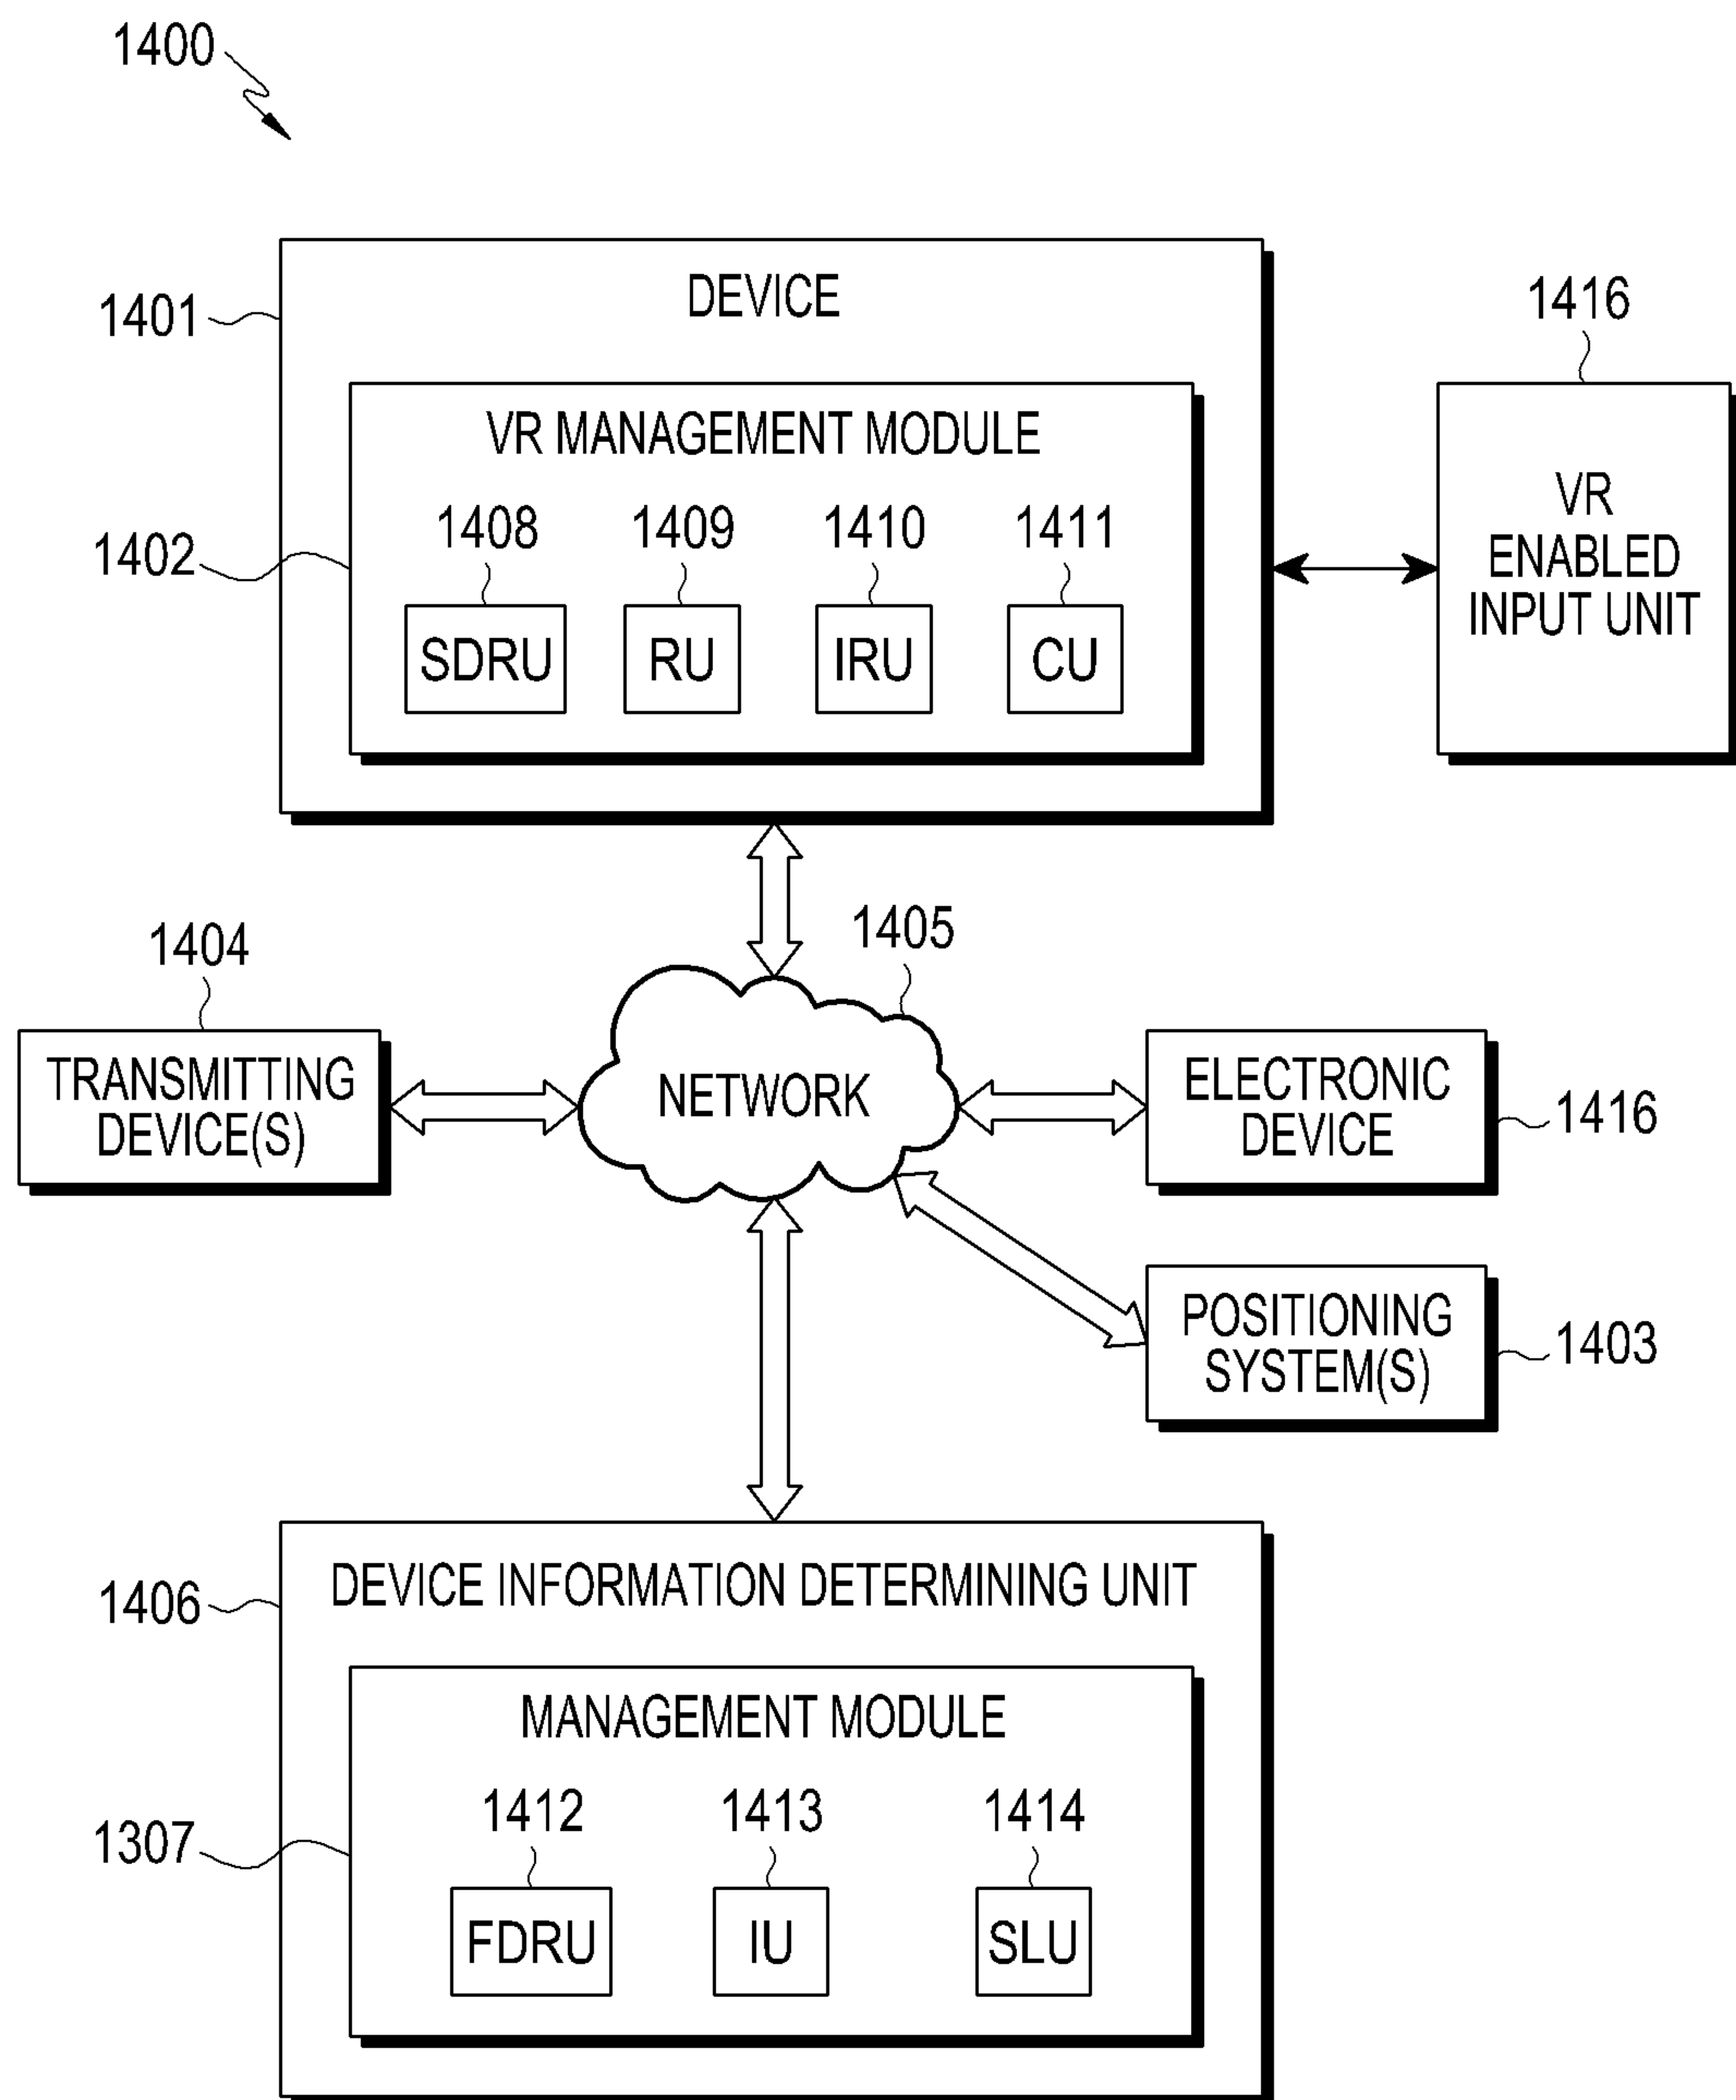 1400
1401
DEVICE
1416
VR MANAGEMENT MODULE
1402
1408 1409 1410 1411
SDRU RU IRU CU
VR
ENABLED
INPUT UNIT
1404
1405
TRANSMITTING
DEVICE(S)
NETWORK
ELECTRONIC
DEVICE
1416
POSITIONING
SYSTEM(S)
1403
1406
DEVICE INFORMATION DETERMINING UNIT
MANAGEMENT MODULE
1307
1412 1413 1414
FDRU IU SLU